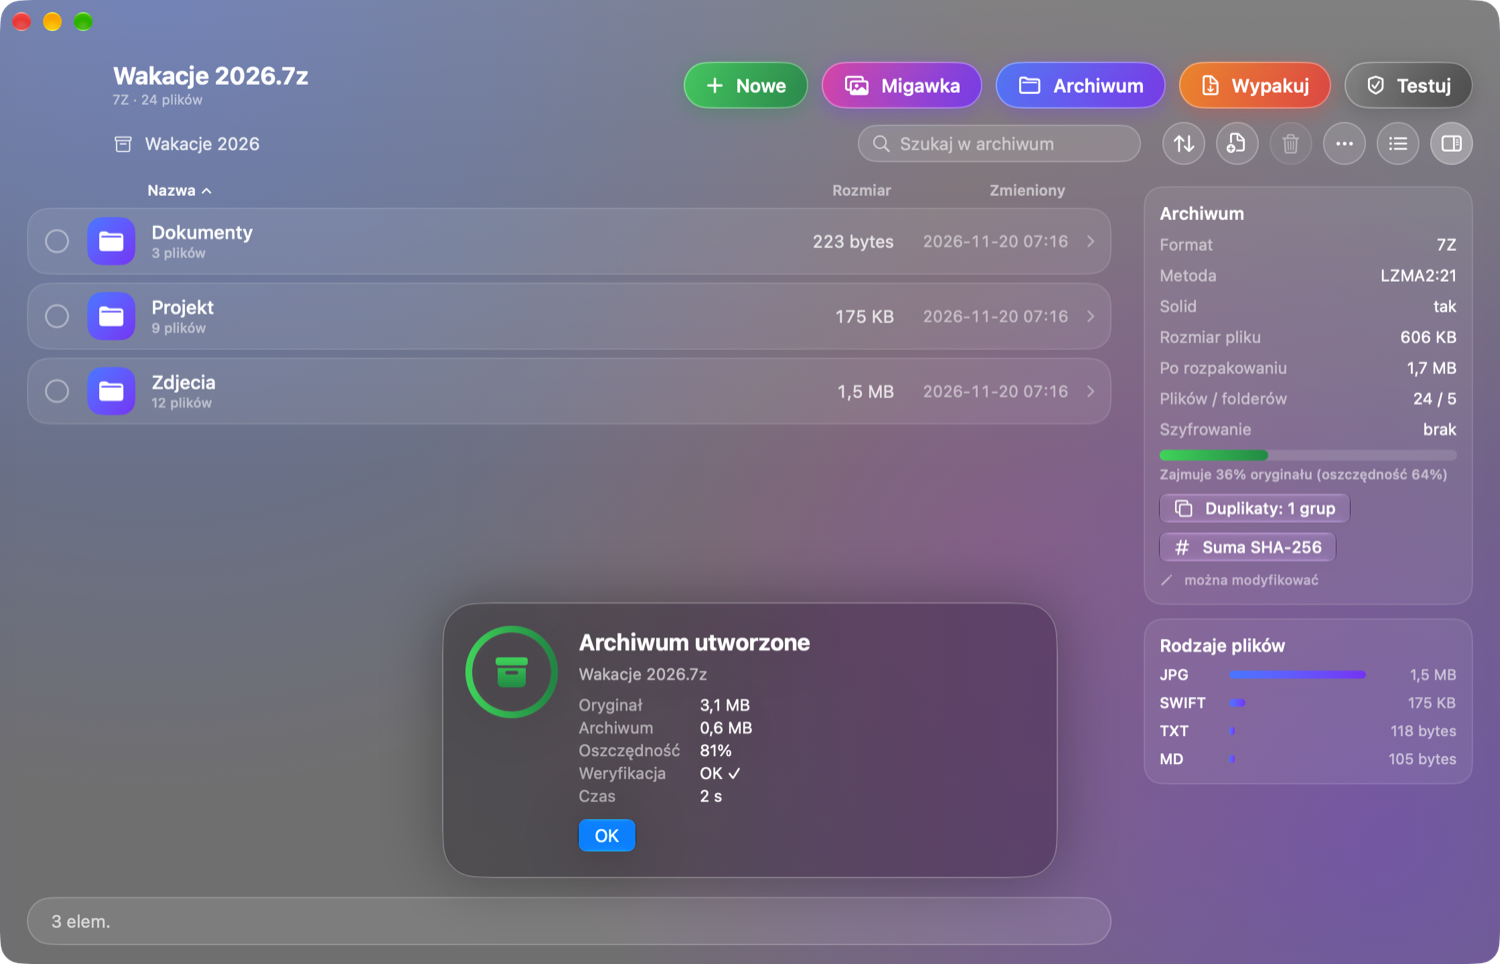 Wakacje 2026.7z
7Z · 24 plików
Nowe
Migawka
Archiwum
Wypakuj
Testuj
Wakacje 2026
Szukaj w archiwum
Nazwa
Rozmiar
Zmieniony
Dokumenty
3 plików
223 bytes
2026-11-20 07:16
Projekt
9 plików
175 KB
2026-11-20 07:16
Zdjecia
12 plików
1,5 MB
2026-11-20 07:16
Archiwum
Format 7Z
Metoda LZMA2:21
Solid tak
Rozmiar pliku 606 KB
Po rozpakowaniu 1,7 MB
Plików / folderów 24 / 5
Szyfrowanie brak
Zajmuje 36% oryginału (oszczędność 64%)
Duplikaty: 1 grup
# Suma SHA-256
można modyfikować
Rodzaje plików
JPG 1,5 MB
SWIFT 175 KB
TXT 118 bytes
MD 105 bytes
Archiwum utworzone
Wakacje 2026.7z
Oryginał 3,1 MB
Archiwum 0,6 MB
Oszczędność 81%
Weryfikacja OK ✓
Czas 2 s
OK
3 elem.